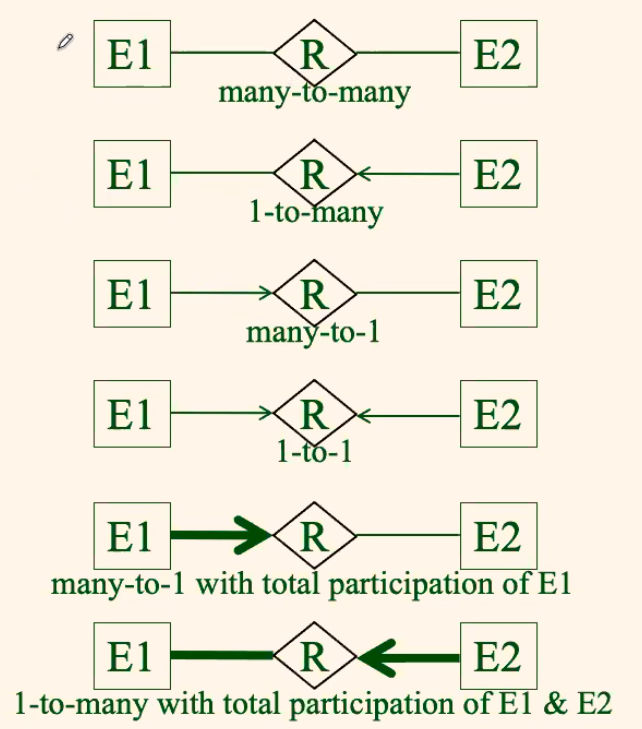 E1 R E2
many-to-many
E1 R E2
1-to-many
E1 R E2
many-to-1
E1 R E2
1-to-1
E1 R E2
many-to-1 with total participation of E1
E1 R E2
1-to-many with total participation of E1 & E2